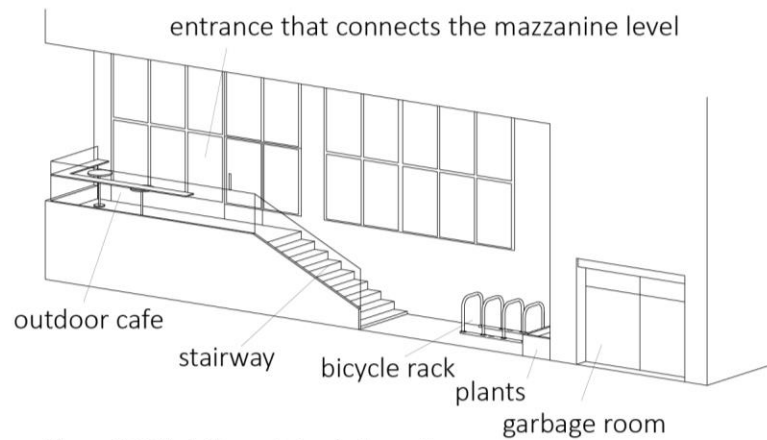 entrance that connects the mazzanine level
outdoor cafe
stairway
bicycle rack
plants
garbage room